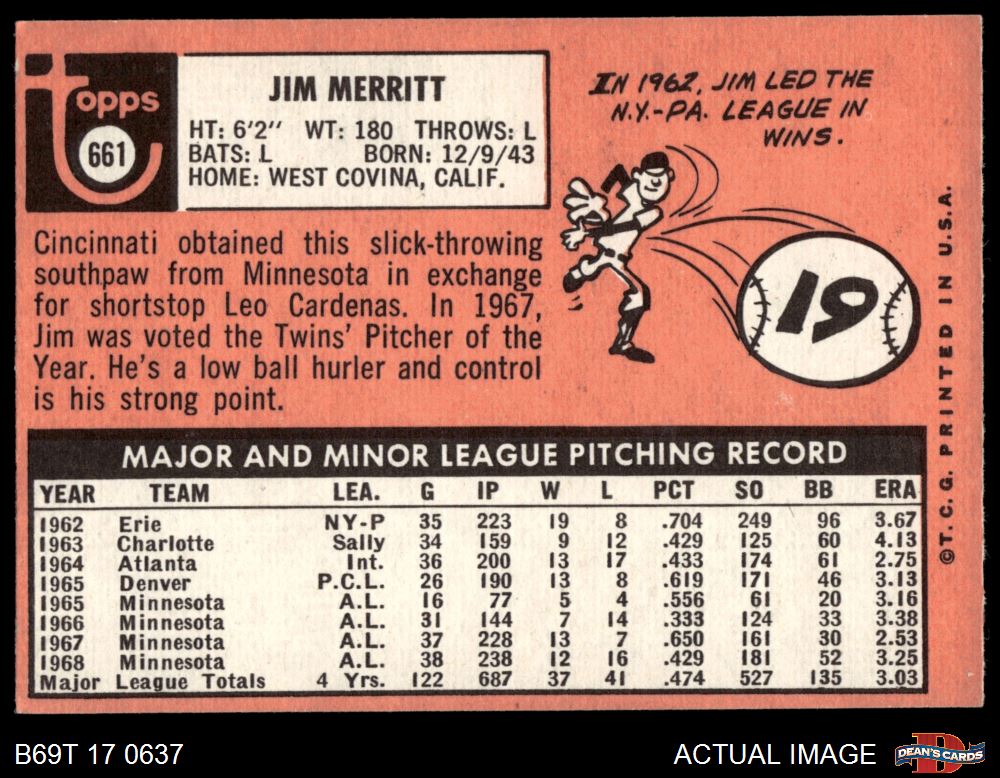 Topps
661
JIM MERRITT
HT: 6'2" WT: 180 THROWS: L
BATS: L BORN: 12/9/43
HOME: WEST COVINA, CALIF.
IN 1962, JIM LED THE
N.Y.-PA. LEAGUE IN
WINS.
19
Cincinnati obtained this slick-throwing
southpaw from Minnesota in exchange
for shortstop Leo Cardenas. In 1967,
Jim was voted the Twins' Pitcher of the
Year. He's a low ball hurler and control
is his strong point.
MAJOR AND MINOR LEAGUE PITCHING RECORD
YEAR TEAM LEA. G IP W L PCT SO BB ERA
1962 Erie NY-P 35 223 19 8 .704 249 96 3.67
1963 Charlotte Sally 34 159 9 12 .429 125 60 4.13
1964 Atlanta Int. 36 200 13 17 .433 174 61 2.75
1965 Denver P.C.L. 26 190 13 8 .619 171 46 3.13
1965 Minnesota A.L. 16 77 5 4 .556 61 20 3.16
1966 Minnesota A.L. 31 144 7 14 .333 124 33 3.38
1967 Minnesota A.L. 37 228 13 7 .650 161 30 2.53
1968 Minnesota A.L. 38 238 12 16 .429 181 52 3.25
Major League Totals 4 Yrs. 122 687 37 41 .474 527 135 3.03
©T. C. G. PRINTED IN U.S.A.
B69T 17 0637
ACTUAL IMAGE
DEAN'S CARDS